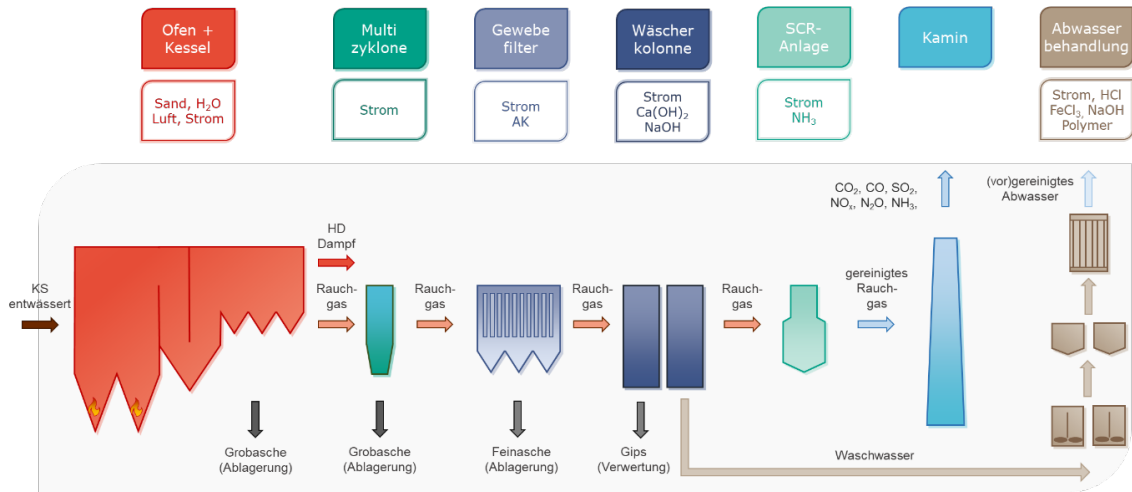 Ofen +
Kessel
Multi
zyklone
Gewebe
filter
Wäscher
kolonne
SCR-
Anlage
Kamin
Abwasser
behandlung
Sand, H₂O
Luft, Strom
Strom
Strom
AK
Strom
Ca(OH)₂
NaOH
Strom
NH₃
Strom, HCl
FeCl₃, NaOH
Polymer
CO₂, CO, SO₂,
NOₓ, N₂O, NH₃,
(vor)gereinigtes
Abwasser
HD
Dampf
KS
entwässert
Rauch-
gas
Rauch-
gas
Rauch-
gas
Rauch-
gas
gereinigtes
Rauch-
gas
Grobasche
(Ablagerung)
Grobasche
(Ablagerung)
Feinasche
(Ablagerung)
Gips
(Verwertung)
Waschwasser